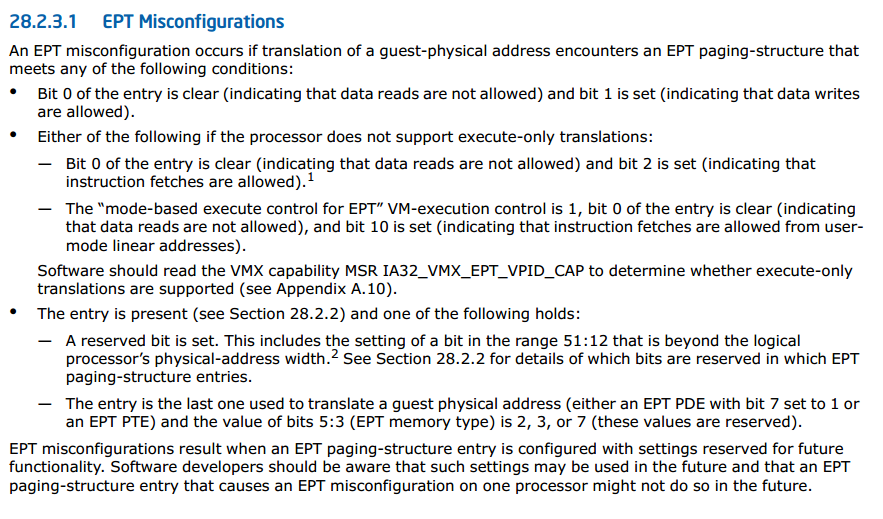 28.2.3.1 EPT Misconfigurations
An EPT misconfiguration occurs if translation of a guest-physical address encounters an EPT paging-structure that
meets any of the following conditions:
• Bit 0 of the entry is clear (indicating that data reads are not allowed) and bit 1 is set (indicating that data writes
are allowed).
• Either of the following if the processor does not support execute-only translations:
— Bit 0 of the entry is clear (indicating that data reads are not allowed) and bit 2 is set (indicating that
instruction fetches are allowed).1
— The “mode-based execute control for EPT” VM-execution control is 1, bit 0 of the entry is clear (indicating
that data reads are not allowed), and bit 10 is set (indicating that instruction fetches are allowed from user-
mode linear addresses).
Software should read the VMX capability MSR IA32_VMX_EPT_VPID_CAP to determine whether execute-only
translations are supported (see Appendix A.10).
• The entry is present (see Section 28.2.2) and one of the following holds:
— A reserved bit is set. This includes the setting of a bit in the range 51:12 that is beyond the logical
processor’s physical-address width.2 See Section 28.2.2 for details of which bits are reserved in which EPT
paging-structure entries.
— The entry is the last one used to translate a guest physical address (either an EPT PDE with bit 7 set to 1 or
an EPT PTE) and the value of bits 5:3 (EPT memory type) is 2, 3, or 7 (these values are reserved).
EPT misconfigurations result when an EPT paging-structure entry is configured with settings reserved for future
functionality. Software developers should be aware that such settings may be used in the future and that an EPT
paging-structure entry that causes an EPT misconfiguration on one processor might not do so in the future.